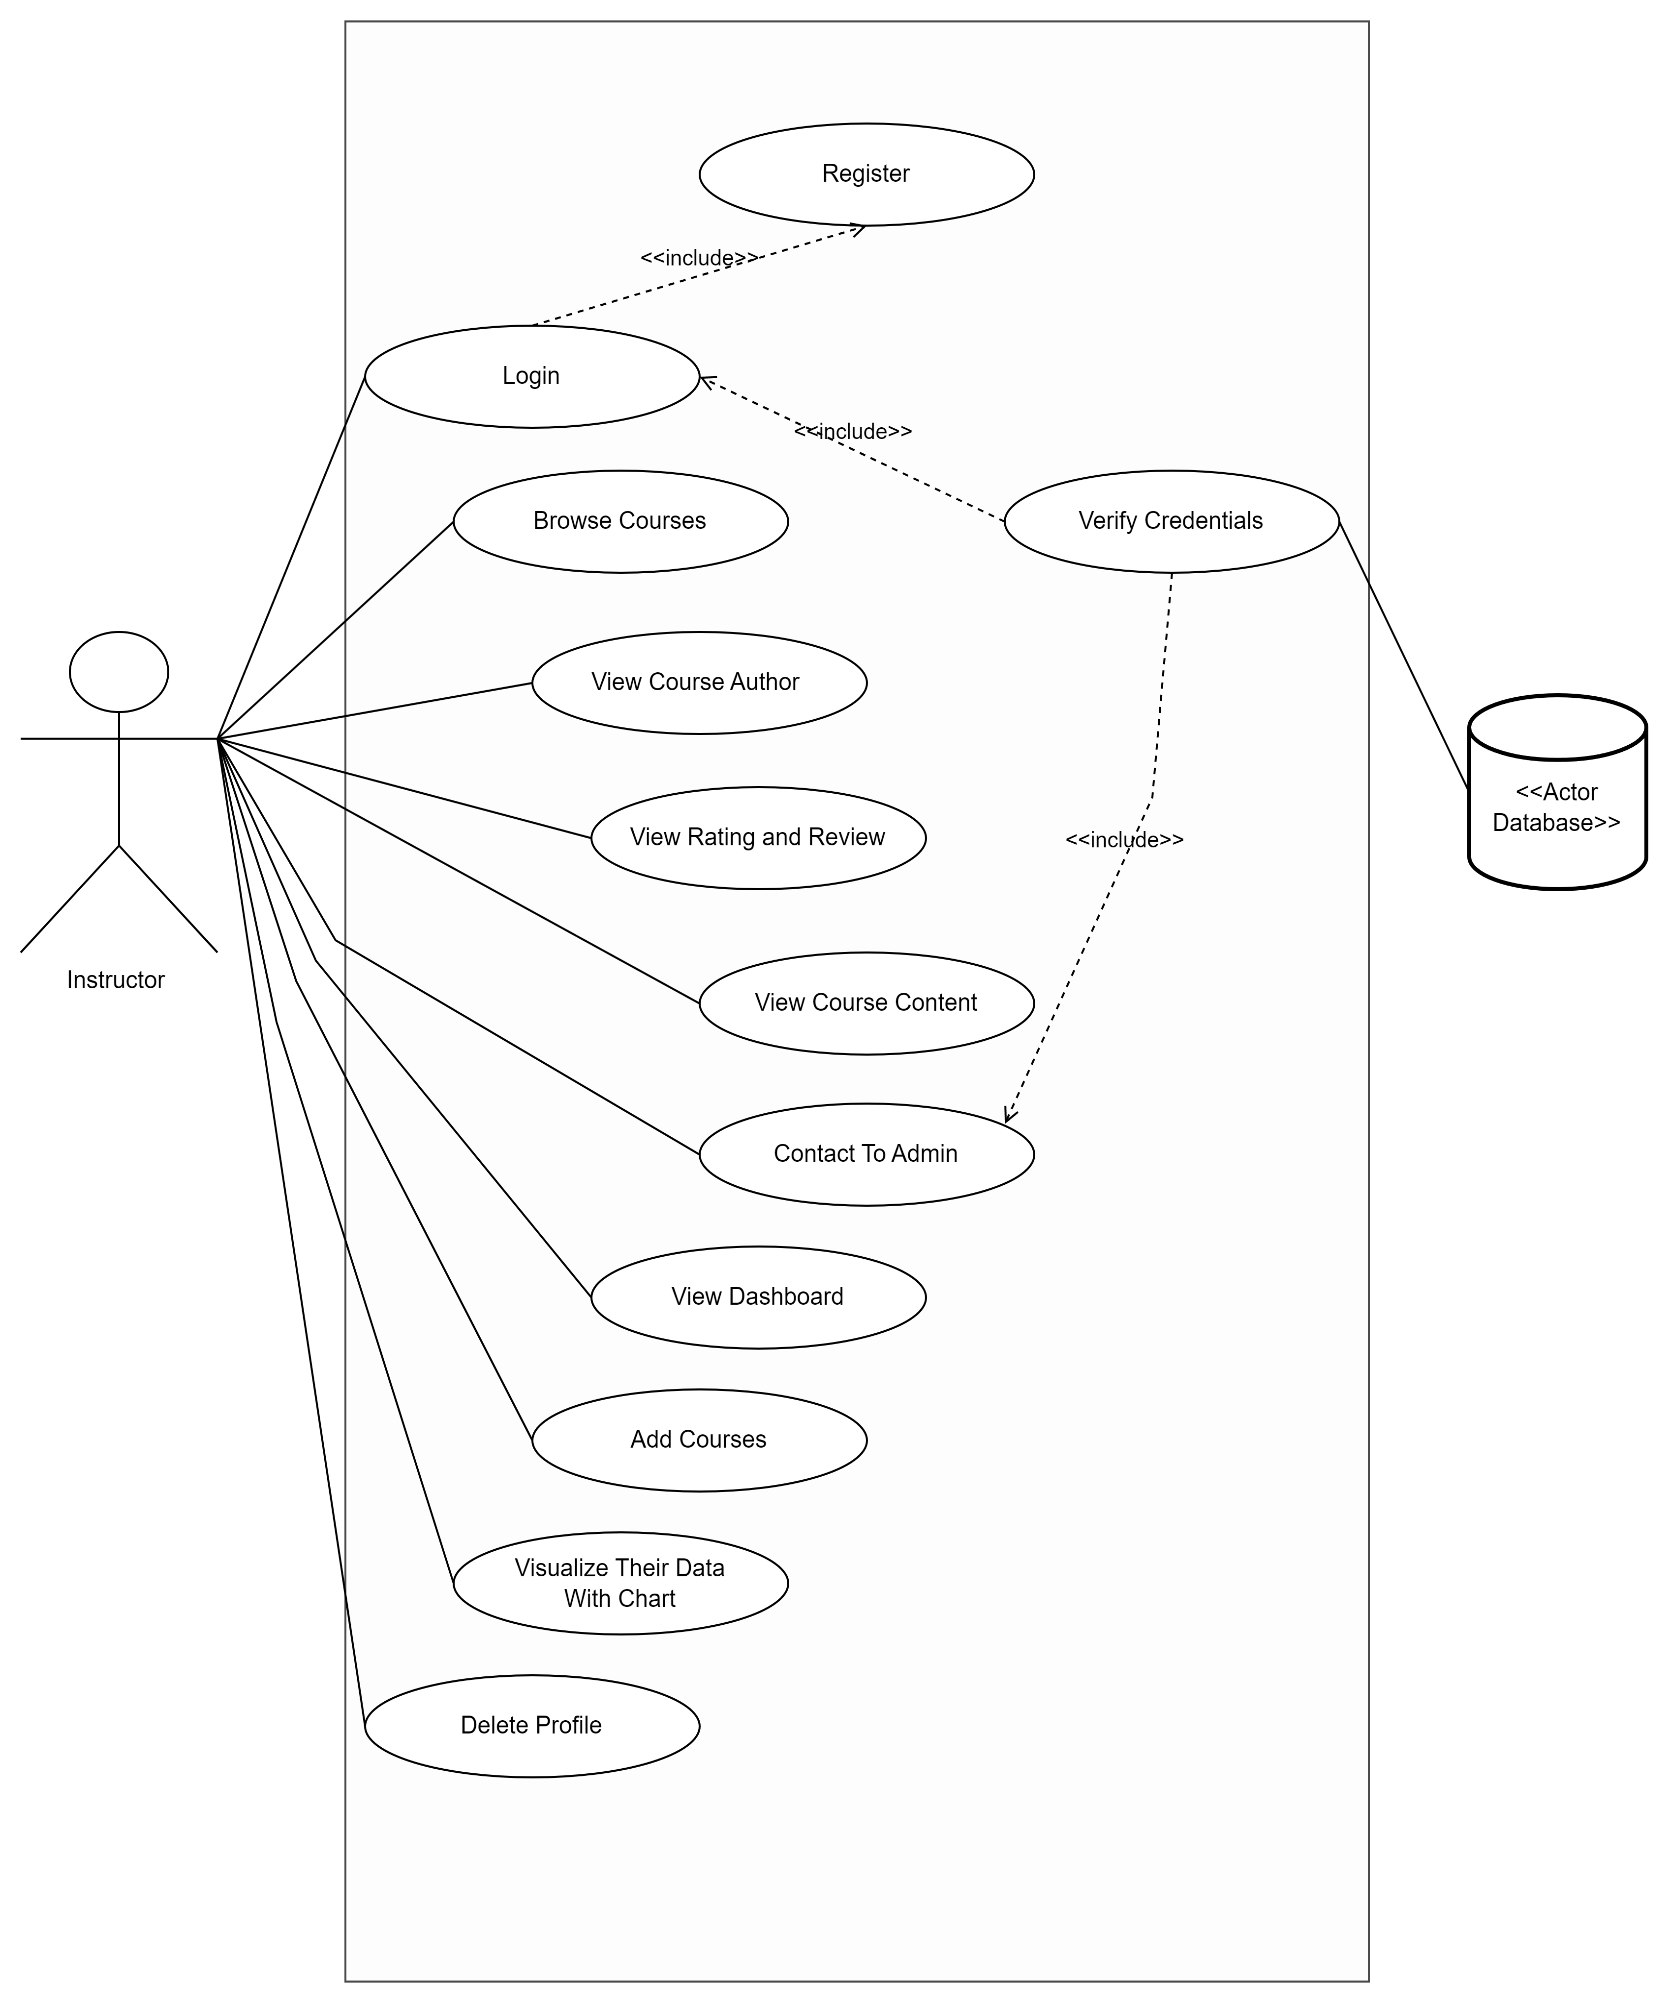 Register
<<include>>
Login
<<include>>
Browse Courses
Verify Credentials
View Course Author
<<Actor
Database>>
View Rating and Review
<<include>>
Instructor
View Course Content
Contact To Admin
View Dashboard
Add Courses
Visualize Their Data
With Chart
Delete Profile